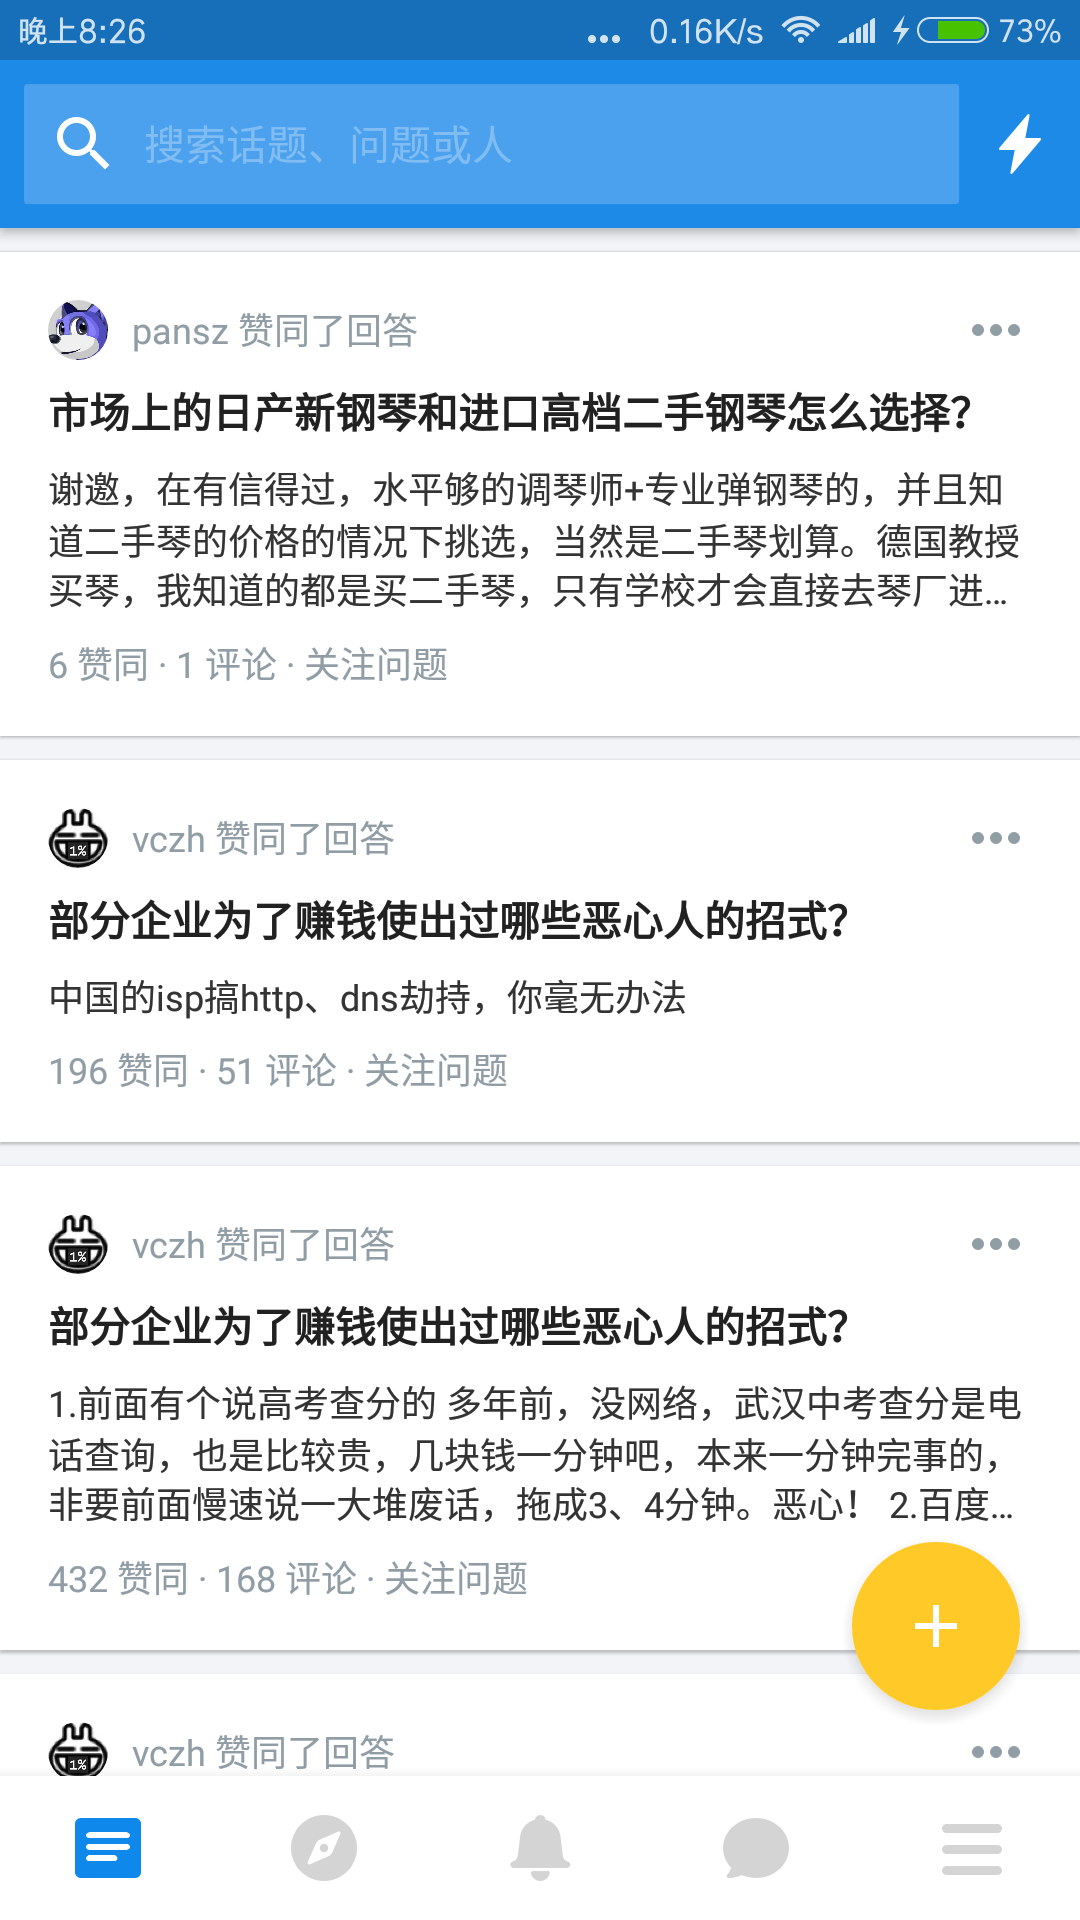 晚上8:26 ... 0.16K/s 73%
搜索话题、问题或人
pansz 赞同了回答
市场上的日产新钢琴和进口高档二手钢琴怎么选择？
谢邀，在有信得过，水平够的调琴师+专业弹钢琴的，并且知
道二手琴的价格的情况下挑选，当然是二手琴划算。德国教授
买琴，我知道的都是买二手琴，只有学校才会直接去琴厂进...
6 赞同 · 1 评论 · 关注问题
1%
vczh 赞同了回答
部分企业为了赚钱使出过哪些恶心人的招式？
中国的isp搞http、dns劫持，你毫无办法
196 赞同 · 51 评论 · 关注问题
1%
vczh 赞同了回答
部分企业为了赚钱使出过哪些恶心人的招式？
1.前面有个说高考查分的 多年前，没网络，武汉中考查分是电
话查询，也是比较贵，几块钱一分钟吧，本来一分钟完事的，
非要前面慢速说一大堆废话，拖成3、4分钟。恶心！ 2.百度...
432 赞同 · 168 评论 · 关注问题
1%
vczh 赞同了回答